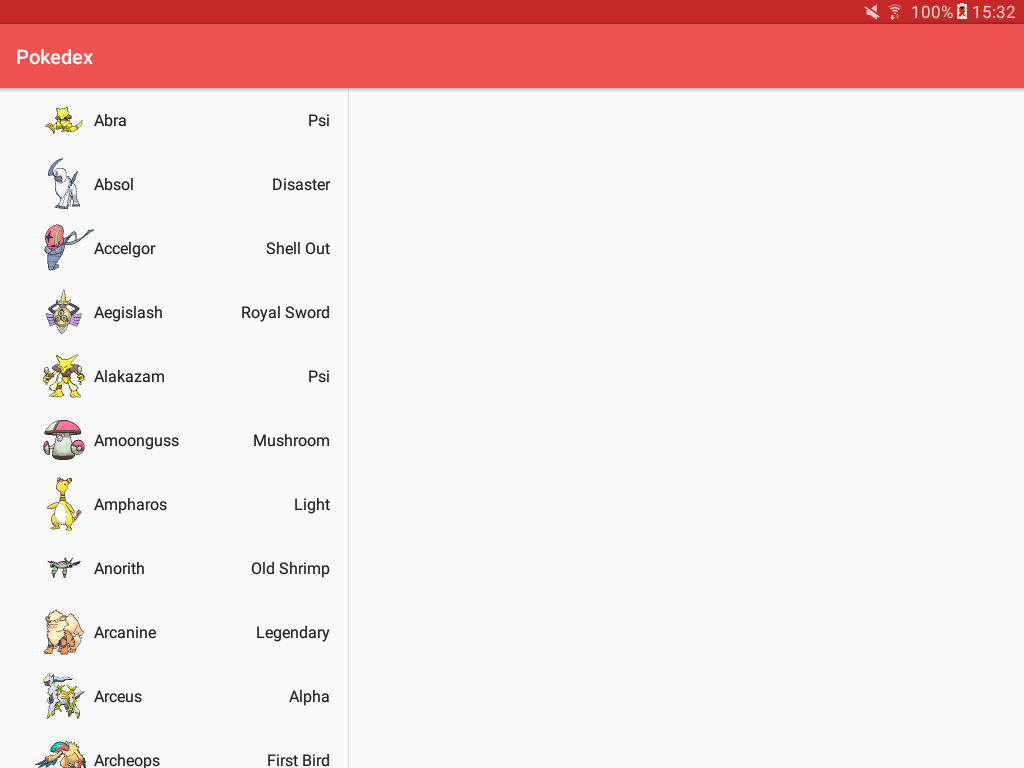 100% 15:32
Pokedex
Abra Psi
Absol Disaster
Accelgor Shell Out
Aegislash Royal Sword
Alakazam Psi
Amoonguss Mushroom
Ampharos Light
Anorith Old Shrimp
Arcanine Legendary
Arceus Alpha
Archeops First Bird